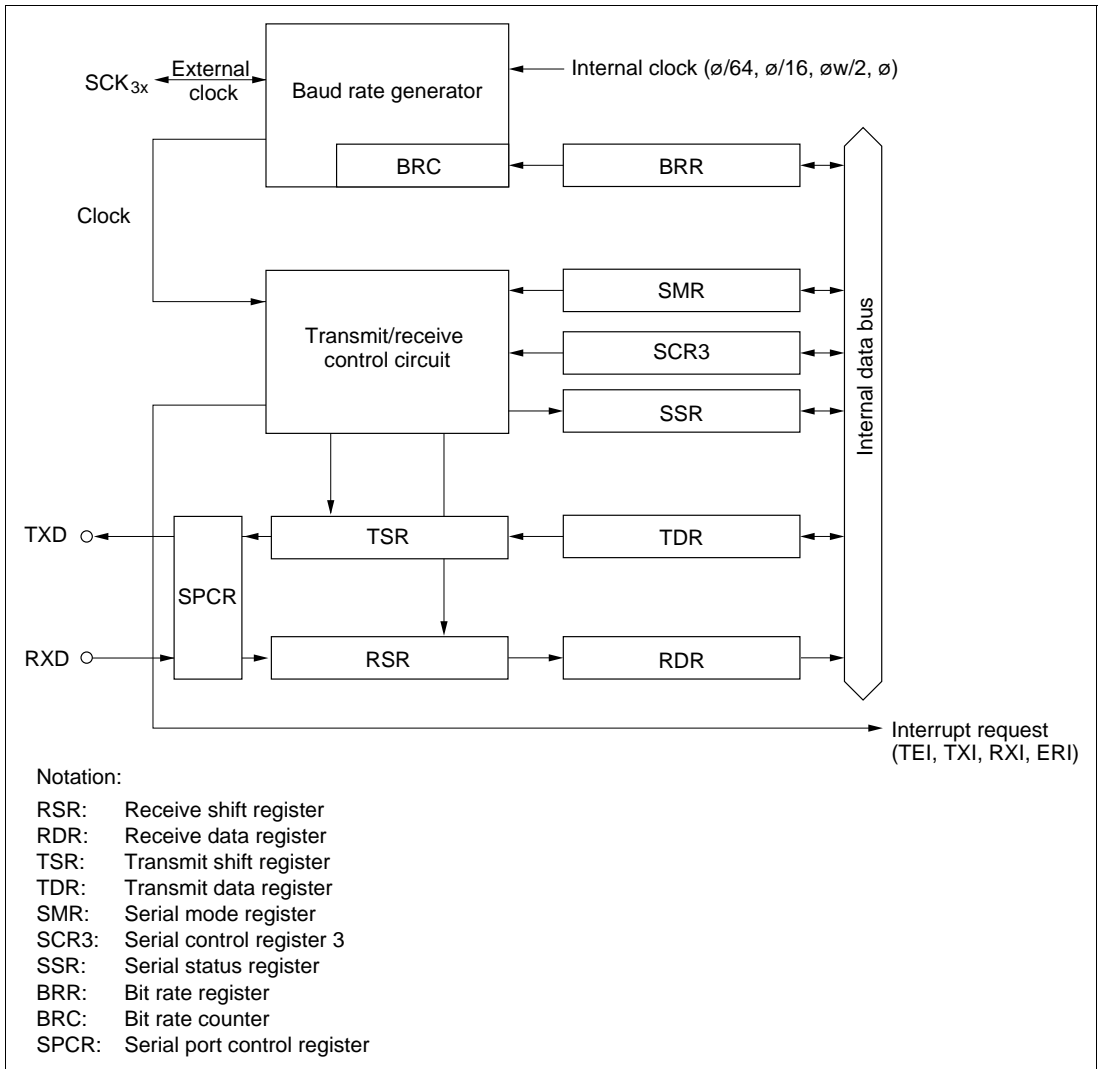 SCK3x
External
clock
Baud rate generator
Internal clock (ø/64, ø/16, øw/2, ø)
BRC
BRR
Clock
Transmit/receive
control circuit
SMR
SCR3
SSR
Internal data bus
TXD
TSR
TDR
SPCR
RXD
RSR
RDR
Interrupt request
(TEI, TXI, RXI, ERI)
Notation:
RSR: Receive shift register
RDR: Receive data register
TSR: Transmit shift register
TDR: Transmit data register
SMR: Serial mode register
SCR3: Serial control register 3
SSR: Serial status register
BRR: Bit rate register
BRC: Bit rate counter
SPCR: Serial port control register